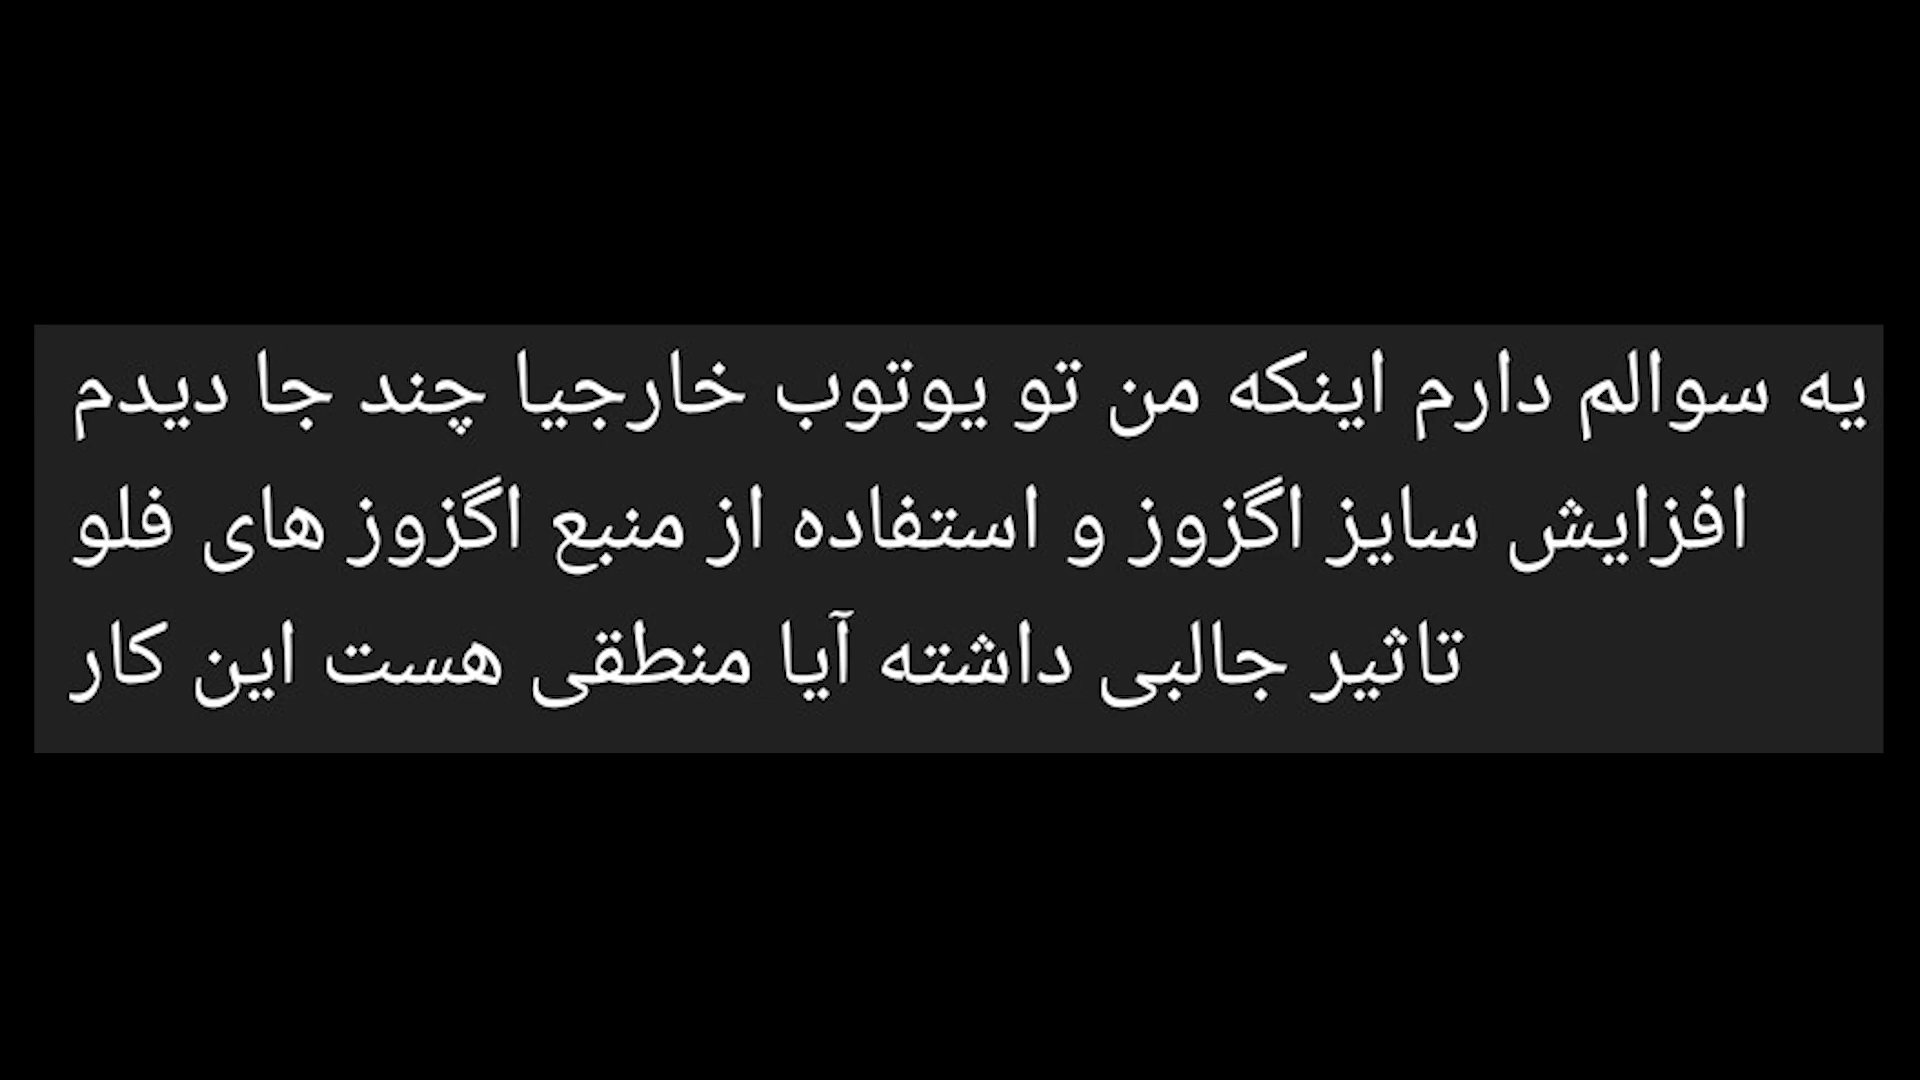 یه سوالم دارم اینکه من تو یوتوب خارجیا چند جا دیدم
افزایش سایز اگزوز و استفاده از منبع اگزوز های فلو
تاثیر جالبی داشته آیا منطقی هست این کار